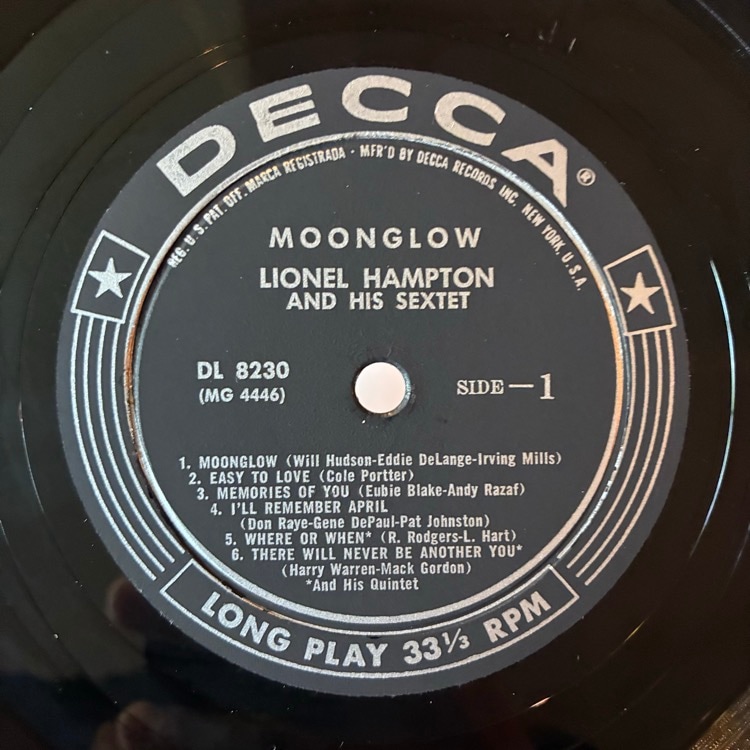 DECCA®
REG. U.S. PAT. OFF. MARCA REGISTRADA • MFR'D BY DECCA RECORDS, INC., NEW YORK, U.S.A.
MOONGLOW
LIONEL HAMPTON
AND HIS SEXTET
DL 8230
(MG 4446)
SIDE—1
1. MOONGLOW (Will Hudson-Eddie DeLange-Irving Mills)
2. EASY TO LOVE (Cole Portter)
3. MEMORIES OF YOU (Eubie Blake-Andy Razaf)
4. I'LL REMEMBER APRIL
(Don Raye-Gene DePaul-Pat Johnston)
5. WHERE OR WHEN* (R. Rodgers-L. Hart)
6. THERE WILL NEVER BE ANOTHER YOU*
(Harry Warren-Mack Gordon)
*And His Quintet
LONG PLAY 33⅓ RPM